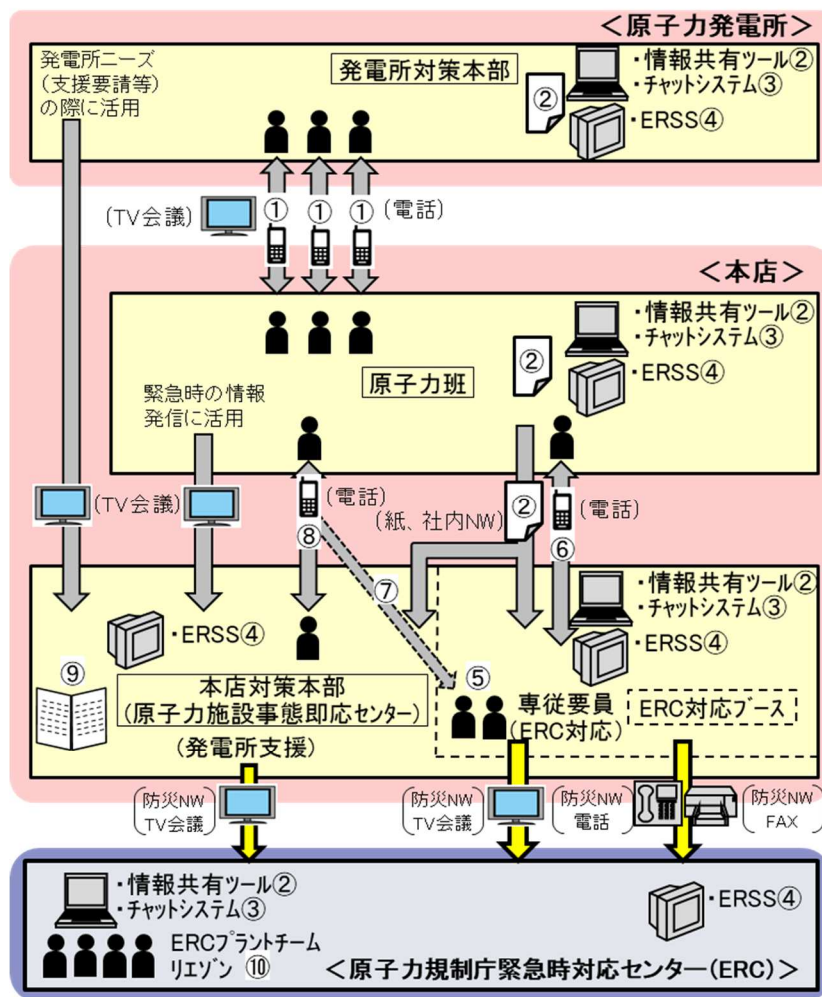 ＜原子力発電所＞
発電所ニーズ
(支援要請等)
の際に活用
発電所対策本部
②
・情報共有ツール②
・チャットシステム③
・ERSS④
(TV会議)
①
①
①
(電話)
＜本店＞
・情報共有ツール②
・チャットシステム③
・ERSS④
②
原子力班
緊急時の情報
発信に活用
(TV会議)
(電話)
(紙、社内NW)
②
(電話)
⑧
⑦
⑥
・情報共有ツール②
・チャットシステム③
・ERSS④
・ERSS④
⑨
本店対策本部
(原子力施設事態即応センター)
(発電所支援)
⑤
専従要員
(ERC対応)
ERC対応ブース
防災NW
TV会議
防災NW
TV会議
防災NW
電話
防災NW
FAX
・情報共有ツール②
・チャットシステム③
・ERSS④
ERCプラントチーム
リエゾン ⑩
＜原子力規制庁緊急時対応センター(ERC)＞